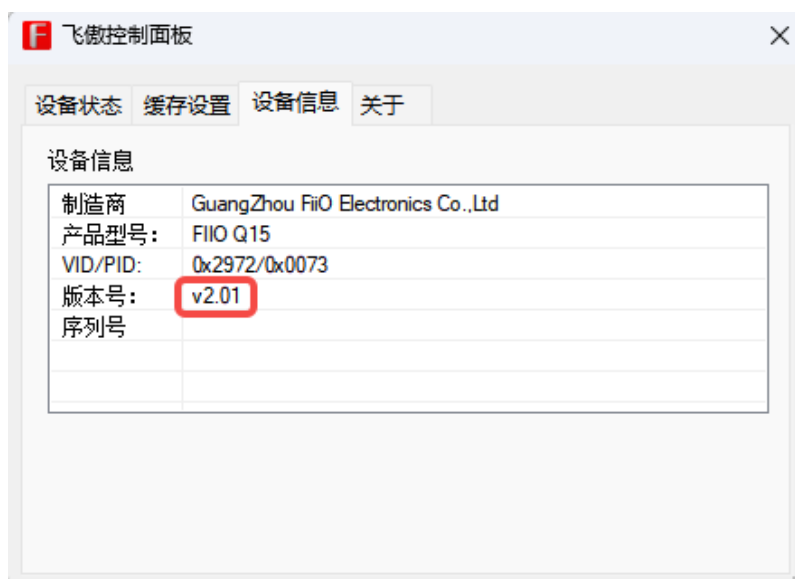 飞傲控制面板
设备状态 缓存设置 设备信息 关于
设备信息
制造商 GuangZhou FiiO Electronics Co.,Ltd
产品型号: FIIO Q15
VID/PID: 0x2972/0x0073
版本号: v2.01
序列号